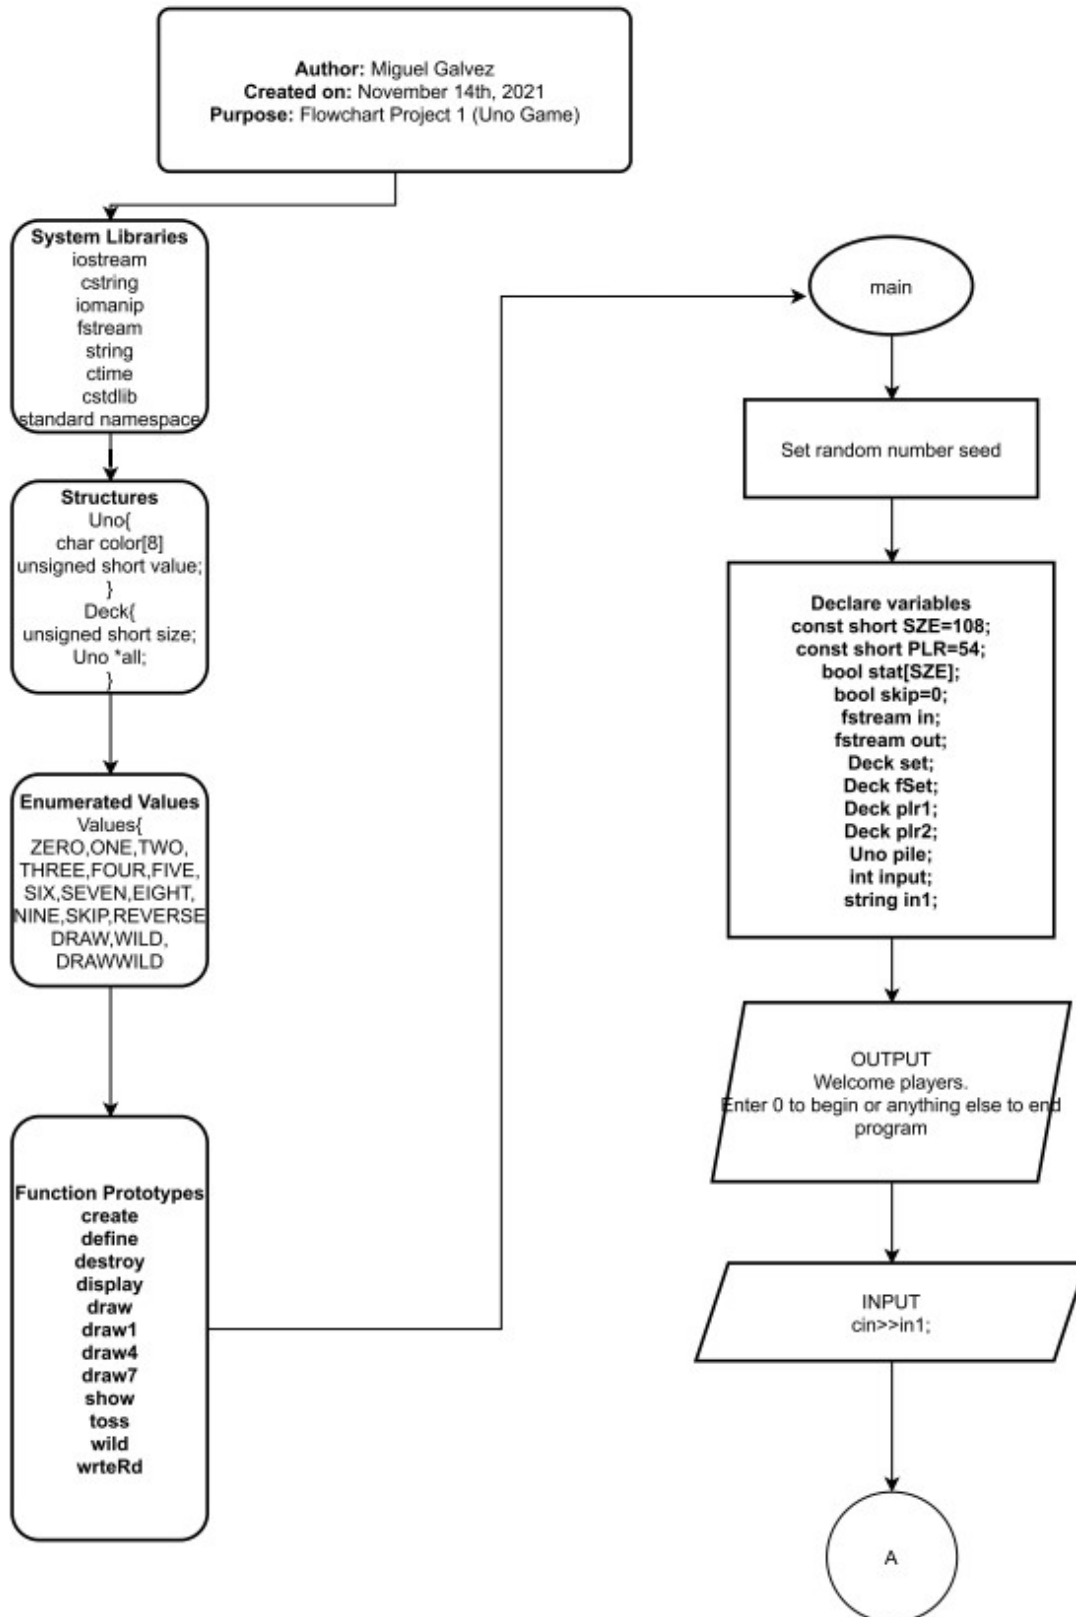 Author: Miguel Galvez
Created on: November 14th, 2021
Purpose: Flowchart Project 1 (Uno Game)
System Libraries
iostream
cstring
iomanip
fstream
string
ctime
cstdlib
standard namespace
Structures
Uno{
char color[8]
unsigned short value;
}
Deck{
unsigned short size;
Uno *all;
}
Enumerated Values
Values{
ZERO,ONE,TWO,
THREE,FOUR,FIVE,
SIX,SEVEN,EIGHT,
NINE,SKIP,REVERSE
DRAW,WILD,
DRAWWILD
Function Prototypes
create
define
destroy
display
draw
draw1
draw4
draw7
show
toss
wild
wrteRd
main
Set random number seed
Declare variables
const short SZE=108;
const short PLR=54;
bool stat[SZE];
bool skip=0;
fstream in;
fstream out;
Deck set;
Deck fSet;
Deck plr1;
Deck plr2;
Uno pile;
int input;
string in1;
OUTPUT
Welcome players.
Enter 0 to begin or anything else to end
program
INPUT
cin>>in1;
A